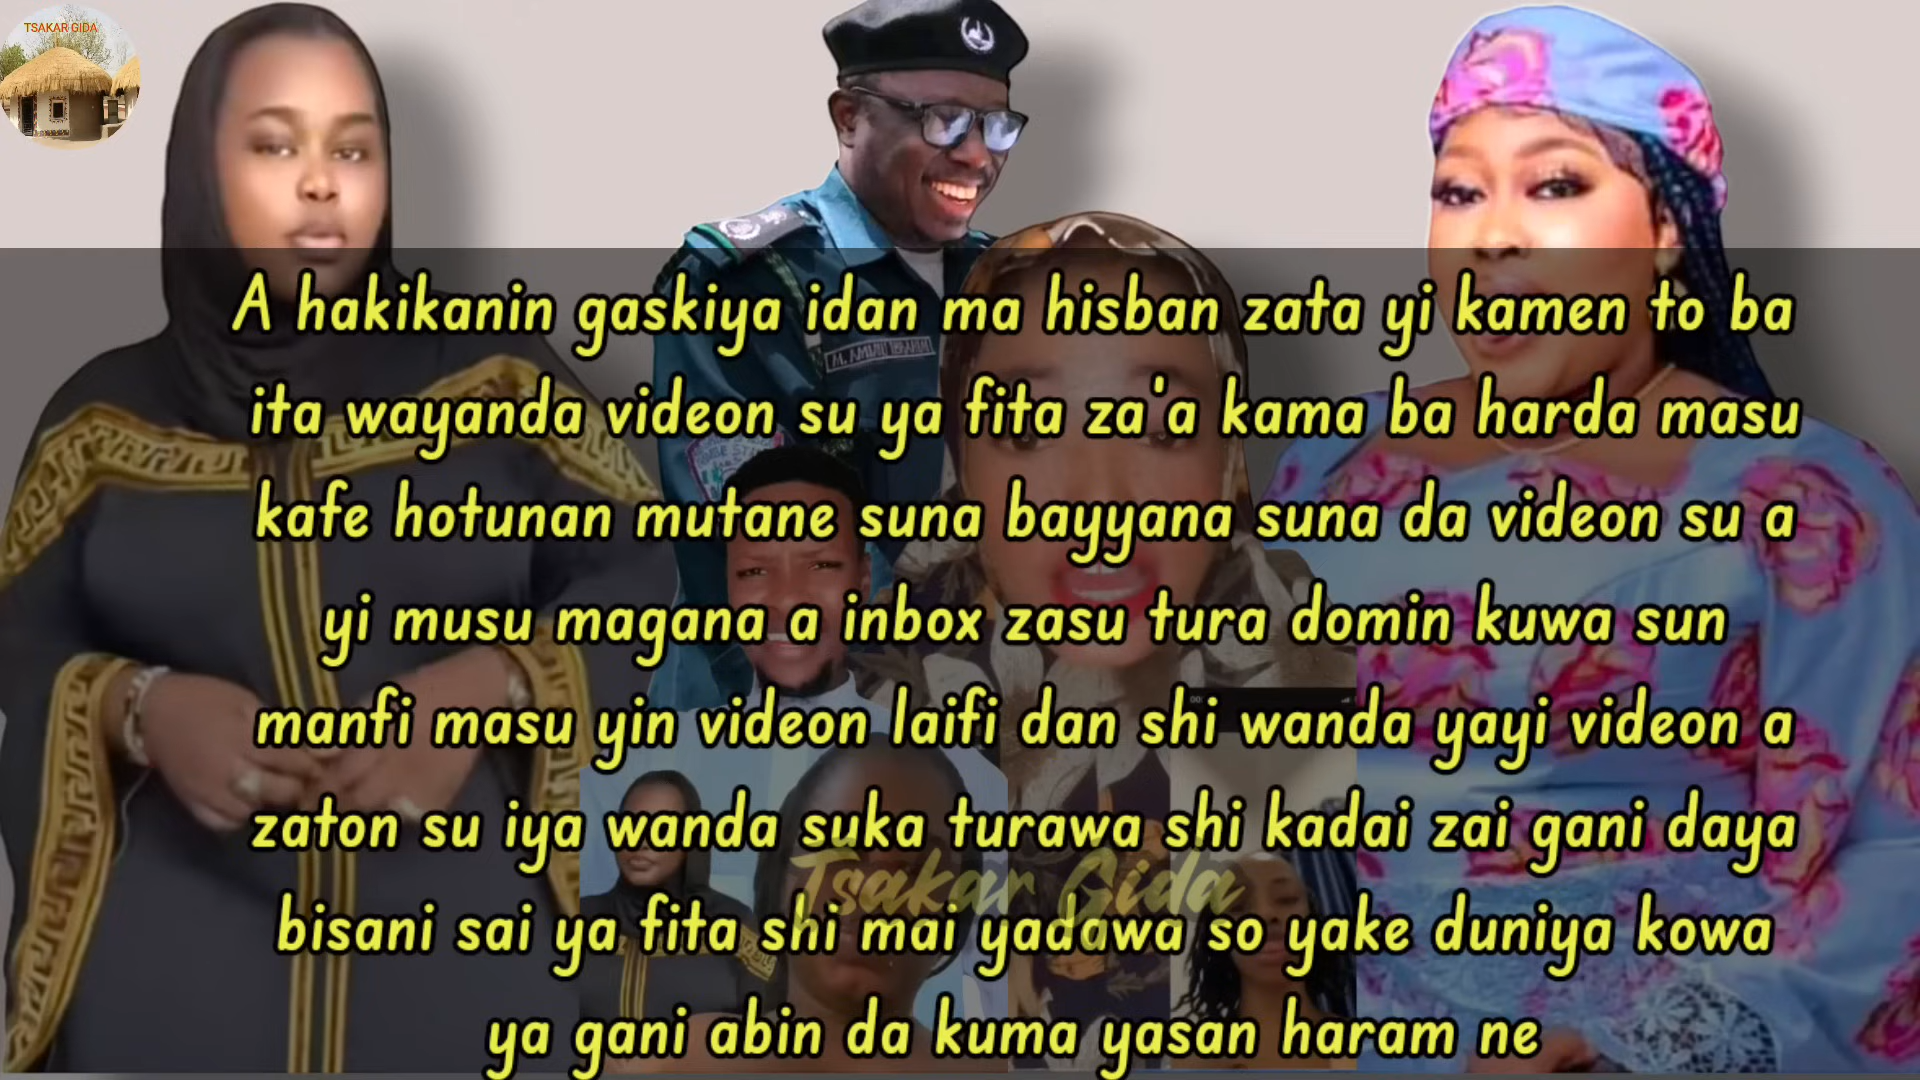 TSAKAR GIDA
M. AMINU IBRAHIM
A hakikanin gaskiya idan ma hisban zata yi kamen to ba
ita wayanda videon su ya fita za'a kama ba harda masu
kafe hotunan mutane suna bayyana suna da videon su a
yi musu magana a inbox zasu tura domin kuwa sun
manfi masu yin videon laifi dan shi wanda yayi videon a
zaton su iya wanda suka turawa shi kadai zai gani daya
bisani sai ya fita shi mai yadawa so yake duniya kowa
ya gani abin da kuma yasan haram ne
Tsakar Gida